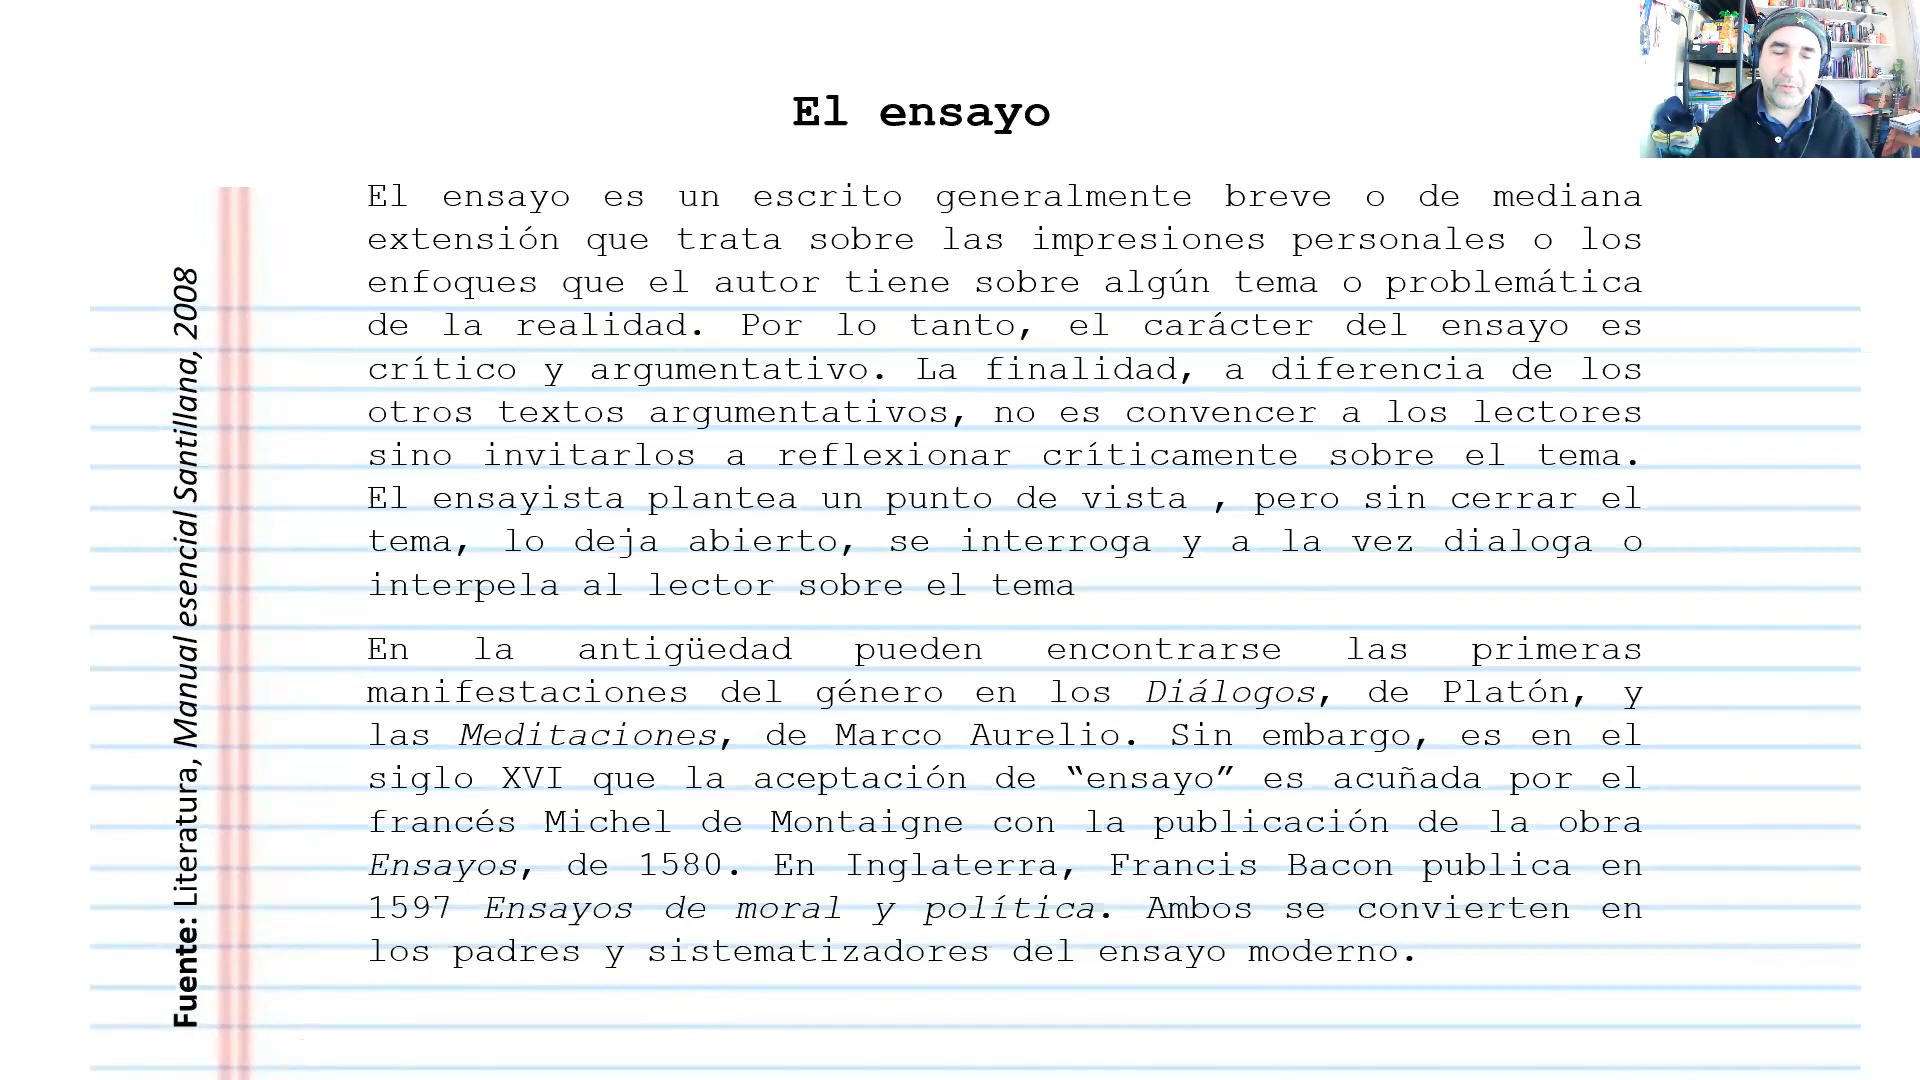 El ensayo
El ensayo es un escrito generalmente breve o de mediana
extensión que trata sobre las impresiones personales o los
enfoques que el autor tiene sobre algún tema o problemática
de la realidad. Por lo tanto, el carácter del ensayo es
crítico y argumentativo. La finalidad, a diferencia de los
otros textos argumentativos, no es convencer a los lectores
sino invitarlos a reflexionar críticamente sobre el tema.
El ensayista plantea un punto de vista , pero sin cerrar el
tema, lo deja abierto, se interroga y a la vez dialoga o
interpela al lector sobre el tema
En la antigüedad pueden encontrarse las primeras
manifestaciones del género en los Diálogos, de Platón, y
las Meditaciones, de Marco Aurelio. Sin embargo, es en el
siglo XVI que la aceptación de “ensayo” es acuñada por el
francés Michel de Montaigne con la publicación de la obra
Ensayos, de 1580. En Inglaterra, Francis Bacon publica en
1597 Ensayos de moral y política. Ambos se convierten en
los padres y sistematizadores del ensayo moderno.
Fuente: Literatura, Manual esencial Santillana, 2008